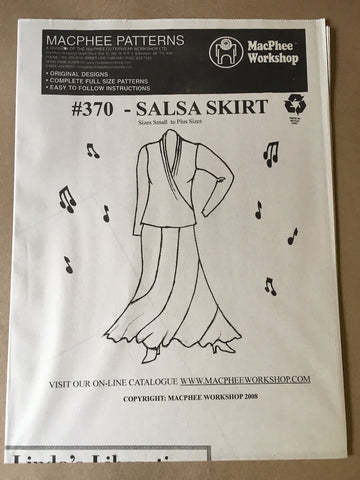 MACPHEE PATTERNS
A DIVISION OF THE MacPHEE OUTERWEAR WORKSHOP LTD.
• ORIGINAL DESIGNS
• COMPLETE FULL SIZE PATTERNS
• EASY TO FOLLOW INSTRUCTIONS
MacPhee
Workshop
#370 - SALSA SKIRT
Sizes Small to Plus Sizes
VISIT OUR ON-LINE CATALOGUE WWW.MACPHEEWORKSHOP.COM
COPYRIGHT: MACPHEE WORKSHOP 2008